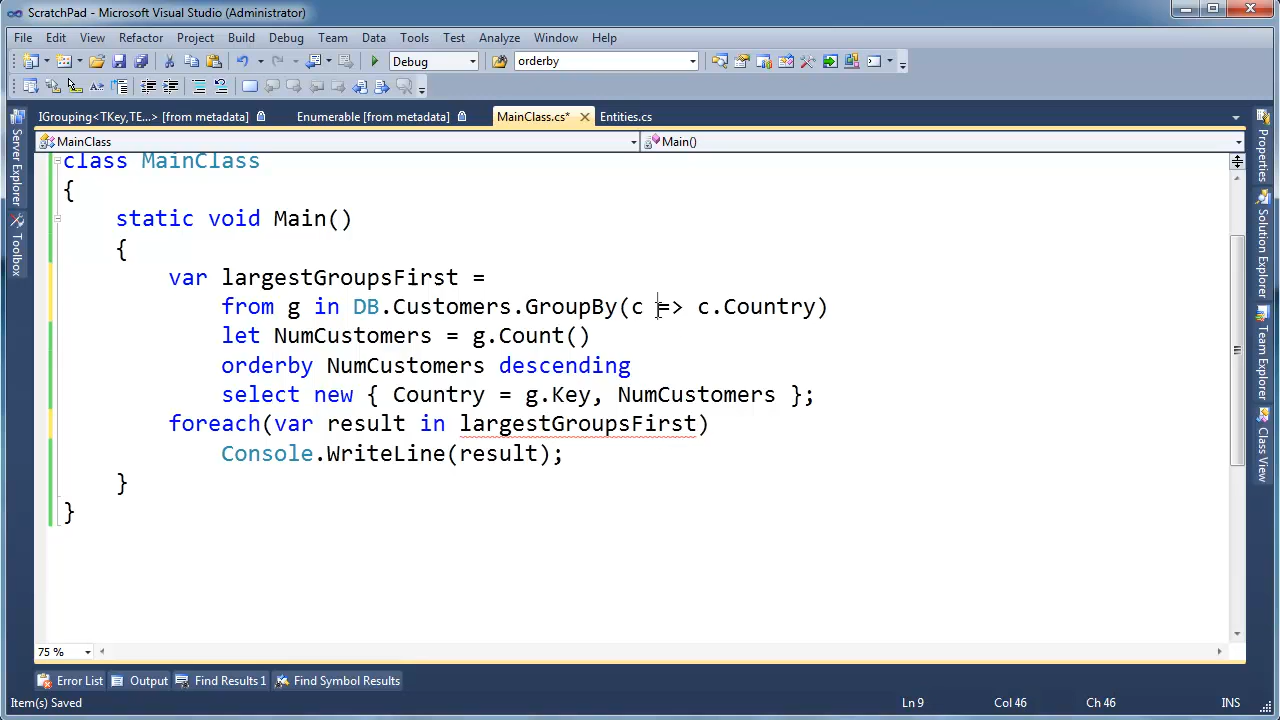 ScratchPad - Microsoft Visual Studio (Administrator)
File Edit View Refactor Project Build Debug Team Data Tools Test Analyze Window Help
Debug orderby
IGrouping<TKey,TE...> [from metadata] Enumerable [from metadata] MainClass.cs* Entities.cs
MainClass Main()
class MainClass
{
static void Main()
{
var largestGroupsFirst =
from g in DB.Customers.GroupBy(c => c.Country)
let NumCustomers = g.Count()
orderby NumCustomers descending
select new { Country = g.Key, NumCustomers };
foreach(var result in largestGroupsFirst)
Console.WriteLine(result);
}
}
75 %
Error List Output Find Results 1 Find Symbol Results
Item(s) Saved Ln 9 Col 46 Ch 46 INS
Server Explorer
Toolbox
Properties
Solution Explorer
Team Explorer
Class View